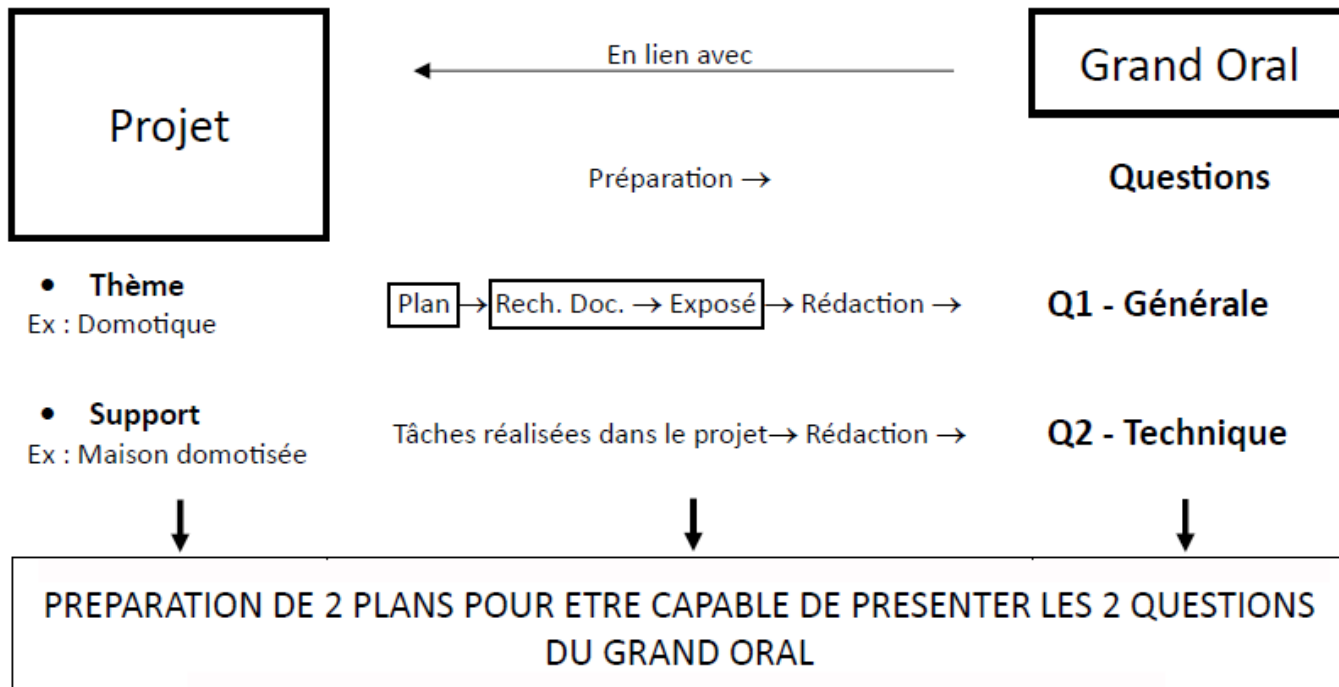 Projet
En lien avec
Grand Oral
Préparation →
Questions
• Thème
Ex : Domotique
Plan → Rech. Doc. → Exposé → Rédaction →
Q1 - Générale
• Support
Ex : Maison domotisée
Tâches réalisées dans le projet→ Rédaction →
Q2 - Technique
PREPARATION DE 2 PLANS POUR ETRE CAPABLE DE PRESENTER LES 2 QUESTIONS
DU GRAND ORAL